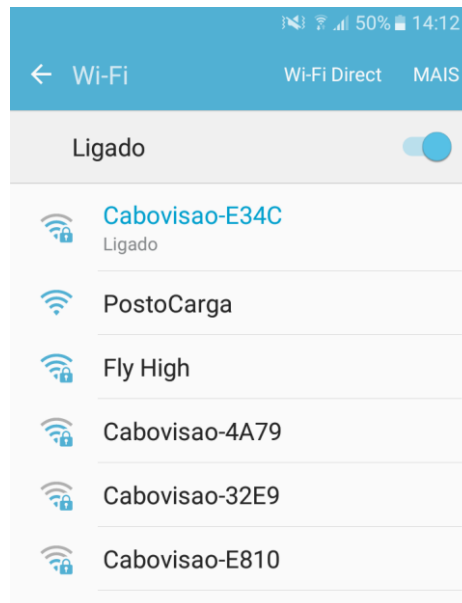 50% 14:12
Wi-Fi Wi-Fi Direct MAIS
Ligado
Cabovisao-E34C
Ligado
PostoCarga
Fly High
Cabovisao-4A79
Cabovisao-32E9
Cabovisao-E810